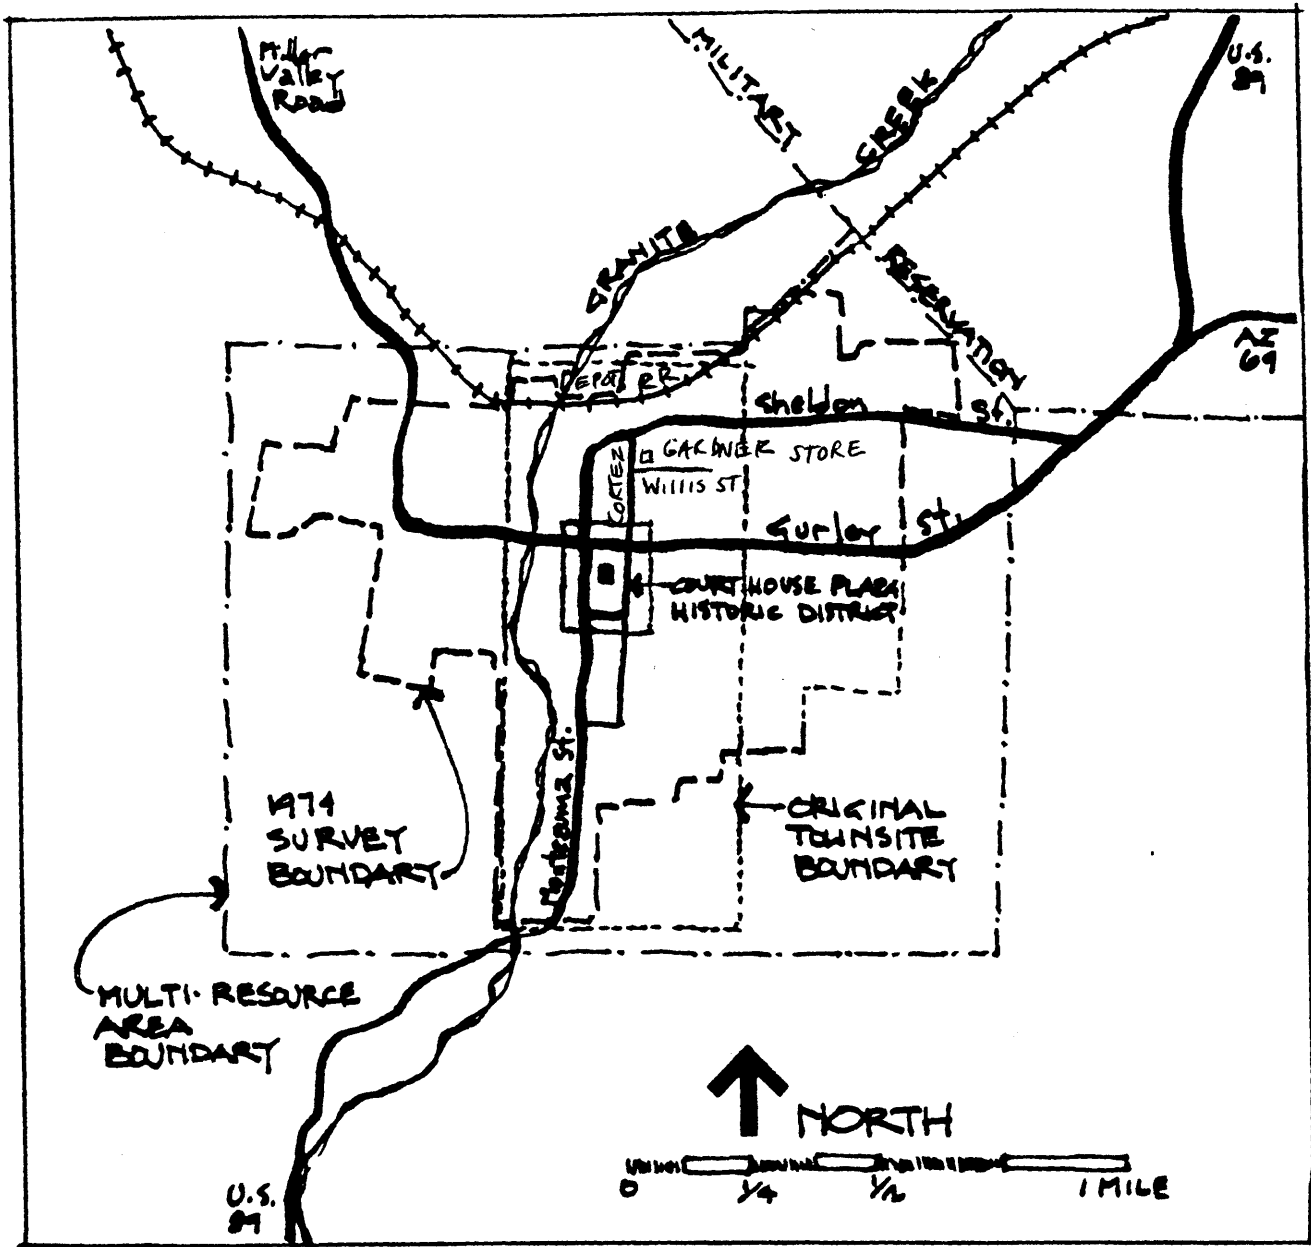 Miller
Valley
Road
MILITARY
RESERVATION
GRANITE CREEK
U.S.
89
AZ
69
DEPOT RR
Sheldon St.
CORTEZ
GARDNER STORE
WILLIS ST
Gurley St.
COURTHOUSE PLAZA
HISTORIC DISTRICT
Montezuma St.
1974
SURVEY
BOUNDARY
ORIGINAL
TOWNSITE
BOUNDARY
MULTI-RESOURCE
AREA
BOUNDARY
NORTH
0 1/4 1/2 1 MILE
U.S.
89